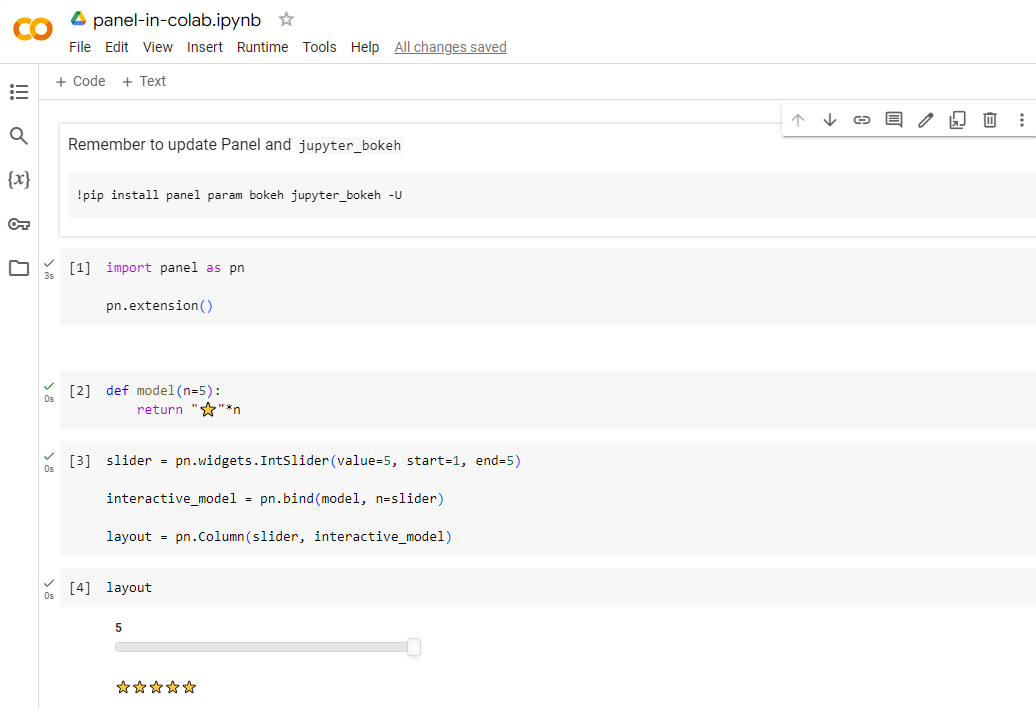 panel-in-colab.ipynb
File Edit View Insert Runtime Tools Help All changes saved
+ Code + Text
Remember to update Panel and jupyter_bokeh
!pip install panel param bokeh jupyter_bokeh -U
[1] import panel as pn
3s
pn.extension()
[2] def model(n=5):
0s
return "⭐"*n
[3] slider = pn.widgets.IntSlider(value=5, start=1, end=5)
0s
interactive_model = pn.bind(model, n=slider)
layout = pn.Column(slider, interactive_model)
[4] layout
0s
5
⭐⭐⭐⭐⭐